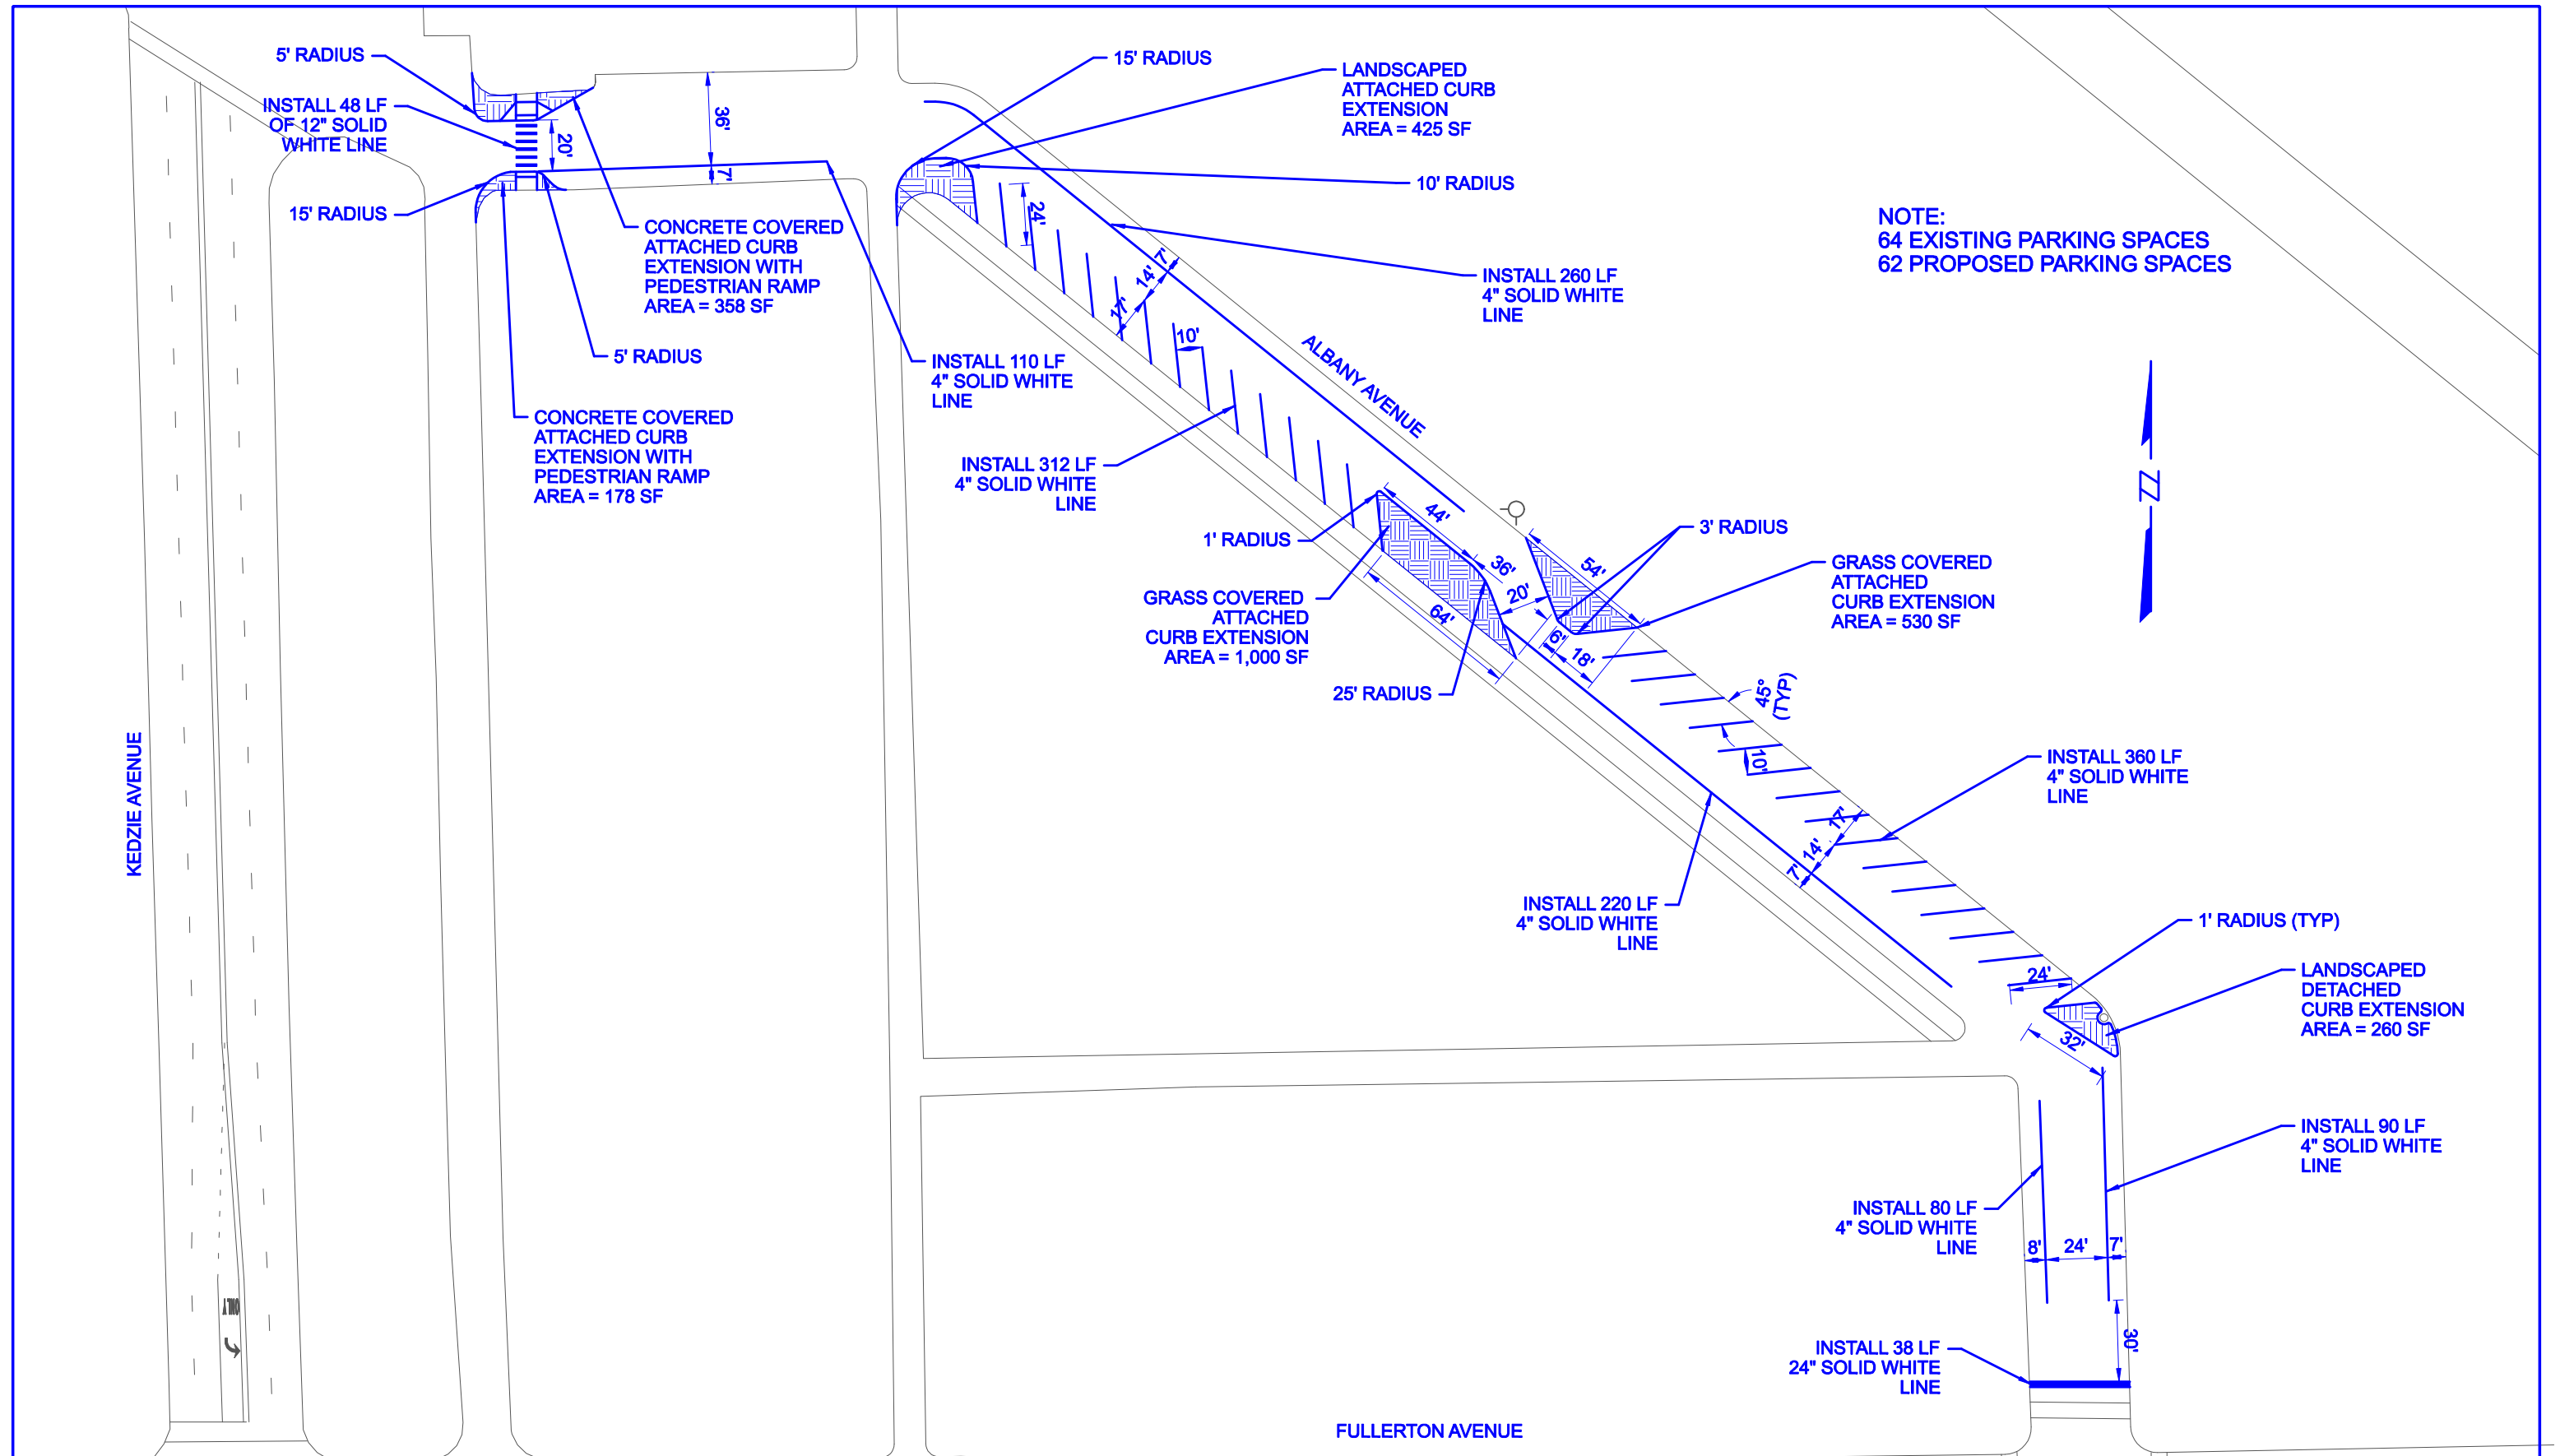 5' RADIUS
INSTALL 48 LF
OF 12" SOLID
WHITE LINE
15' RADIUS
20'
36'
7'
CONCRETE COVERED
ATTACHED CURB
EXTENSION WITH
PEDESTRIAN RAMP
AREA = 358 SF
5' RADIUS
CONCRETE COVERED
ATTACHED CURB
EXTENSION WITH
PEDESTRIAN RAMP
AREA = 178 SF
15' RADIUS
LANDSCAPED
ATTACHED CURB
EXTENSION
AREA = 425 SF
10' RADIUS
24'
7'
14'
17'
10'
INSTALL 260 LF
4" SOLID WHITE
LINE
INSTALL 110 LF
4" SOLID WHITE
LINE
ALBANY AVENUE
INSTALL 312 LF
4" SOLID WHITE
LINE
NOTE:
64 EXISTING PARKING SPACES
62 PROPOSED PARKING SPACES
N
1' RADIUS
44'
36'
20'
64'
54'
6'
18'
3' RADIUS
GRASS COVERED
ATTACHED
CURB EXTENSION
AREA = 530 SF
GRASS COVERED
ATTACHED
CURB EXTENSION
AREA = 1,000 SF
25' RADIUS
45°
(TYP)
10'
INSTALL 360 LF
4" SOLID WHITE
LINE
17'
14'
7'
INSTALL 220 LF
4" SOLID WHITE
LINE
KEDZIE AVENUE
1' RADIUS (TYP)
24'
LANDSCAPED
DETACHED
CURB EXTENSION
AREA = 260 SF
32'
INSTALL 90 LF
4" SOLID WHITE
LINE
INSTALL 80 LF
4" SOLID WHITE
LINE
8'
24'
7'
30'
INSTALL 38 LF
24" SOLID WHITE
LINE
ONLY
FULLERTON AVENUE